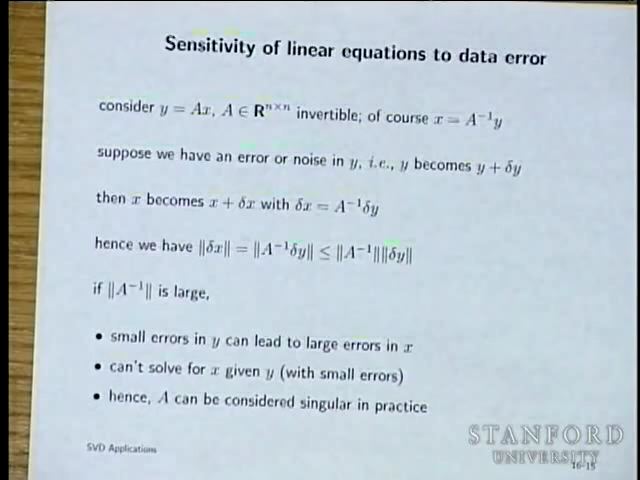 Sensitivity of linear equations to data error
consider y = Ax, A ∈ R^{n×n} invertible; of course x = A^{−1}y
suppose we have an error or noise in y, i.e., y becomes y + δy
then x becomes x + δx with δx = A^{−1}δy
hence we have ‖δx‖ = ‖A^{−1}δy‖ ≤ ‖A^{−1}‖‖δy‖
if ‖A^{−1}‖ is large,
• small errors in y can lead to large errors in x
• can't solve for x given y (with small errors)
• hence, A can be considered singular in practice
SVD Applications
16–15
STANFORD
UNIVERSITY